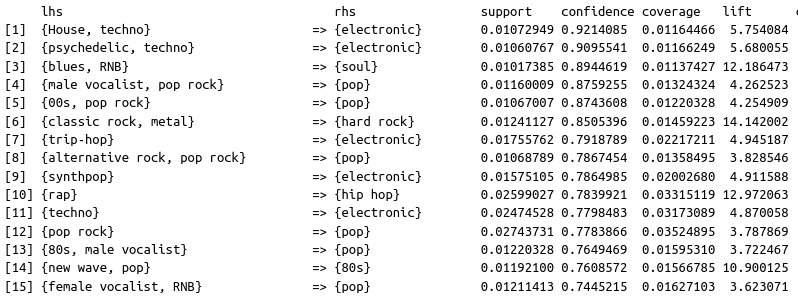 lhs rhs support confidence coverage lift
[1] {House, techno} => {electronic} 0.01072949 0.9214085 0.01164466 5.754084
[2] {psychedelic, techno} => {electronic} 0.01060767 0.9095541 0.01166249 5.680055
[3] {blues, RNB} => {soul} 0.01017385 0.8944619 0.01137427 12.186473
[4] {male vocalist, pop rock} => {pop} 0.01160009 0.8759255 0.01324324 4.262523
[5] {00s, pop rock} => {pop} 0.01067007 0.8743608 0.01220328 4.254909
[6] {classic rock, metal} => {hard rock} 0.01241127 0.8505396 0.01459223 14.142002
[7] {trip-hop} => {electronic} 0.01755762 0.7918789 0.02217211 4.945187
[8] {alternative rock, pop rock} => {pop} 0.01068789 0.7867454 0.01358495 3.828546
[9] {synthpop} => {electronic} 0.01575105 0.7864985 0.02002680 4.911588
[10] {rap} => {hip hop} 0.02599027 0.7839921 0.03315119 12.972063
[11] {techno} => {electronic} 0.02474528 0.7798483 0.03173089 4.870058
[12] {pop rock} => {pop} 0.02743731 0.7783866 0.03524895 3.787869
[13] {80s, male vocalist} => {pop} 0.01220328 0.7649469 0.01595310 3.722467
[14] {new wave, pop} => {80s} 0.01192100 0.7608572 0.01566785 10.900125
[15] {female vocalist, RNB} => {pop} 0.01211413 0.7445215 0.01627103 3.623071